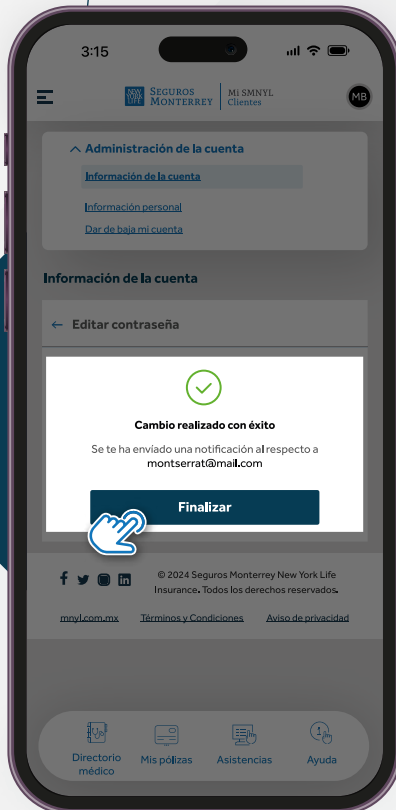 3:15
NEW YORK LIFE
SEGUROS MONTERREY
Mi SMNYL Clientes
MB
Administración de la cuenta
Información de la cuenta
Información personal
Dar de baja mi cuenta
Información de la cuenta
Editar contraseña
Cambio realizado con éxito
Se te ha envíado una notificación al respecto a
montserrat@mail.com
Finalizar
© 2024 Seguros Monterrey New York Life
Insurance. Todos los derechos reservados.
mnyl.com.mx Términos y Condiciones Aviso de privacidad
Directorio médico
Mis pólizas
Asistencias
Ayuda